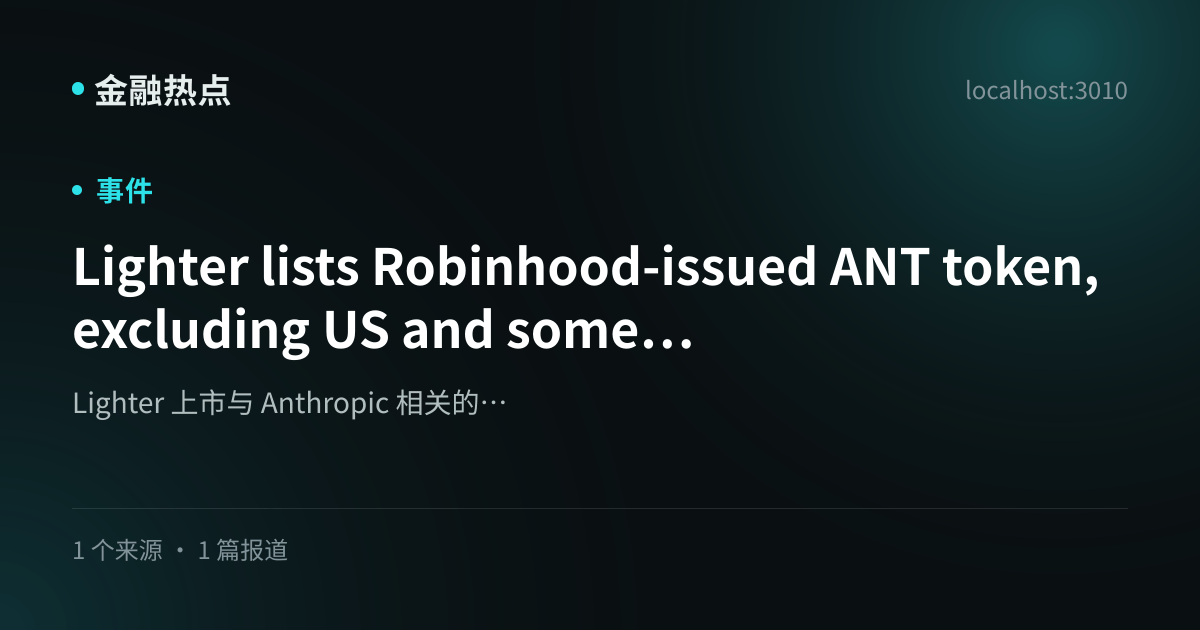 金融热点
localhost:3010
事件
Lighter lists Robinhood-issued ANT token,
excluding US and some…
Lighter 上市与 Anthropic 相关的…
1 个来源 · 1 篇报道